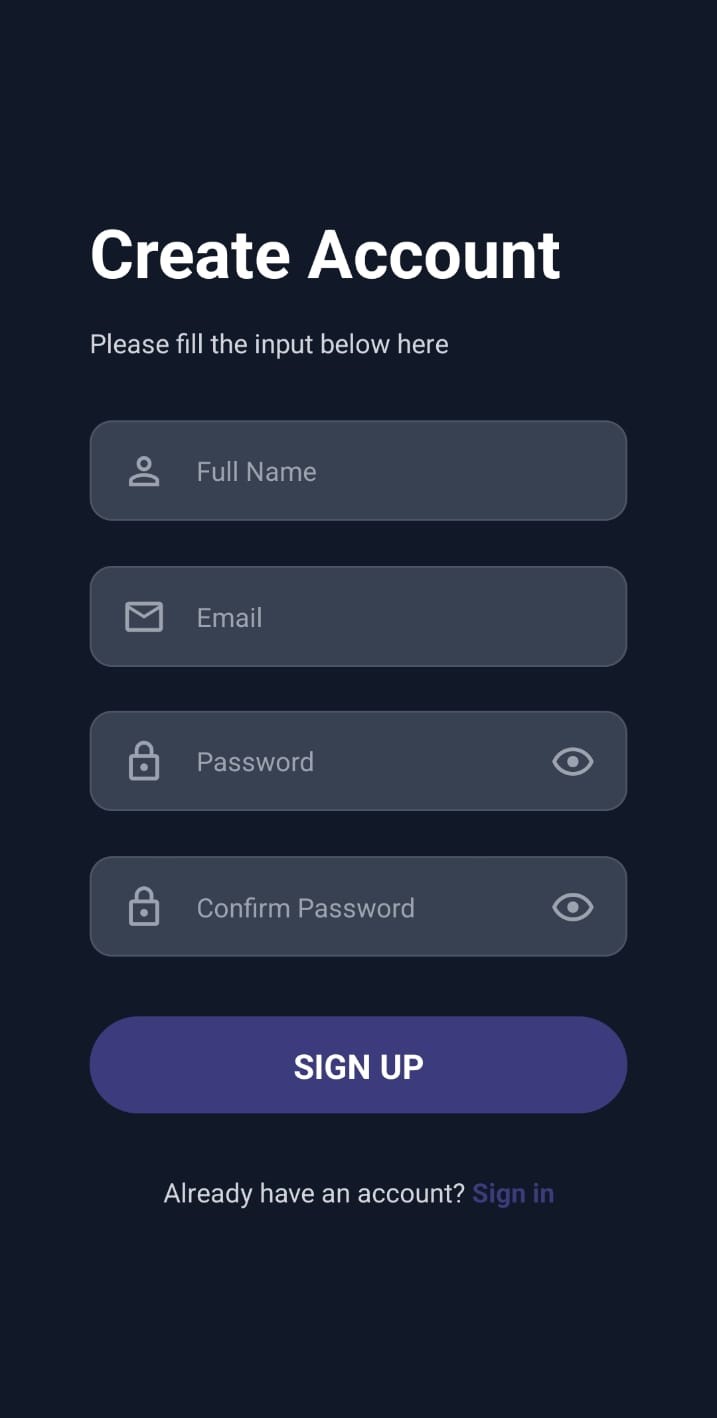 Create Account
Please fill the input below here
Full Name
Email
Password
Confirm Password
SIGN UP
Already have an account? Sign in